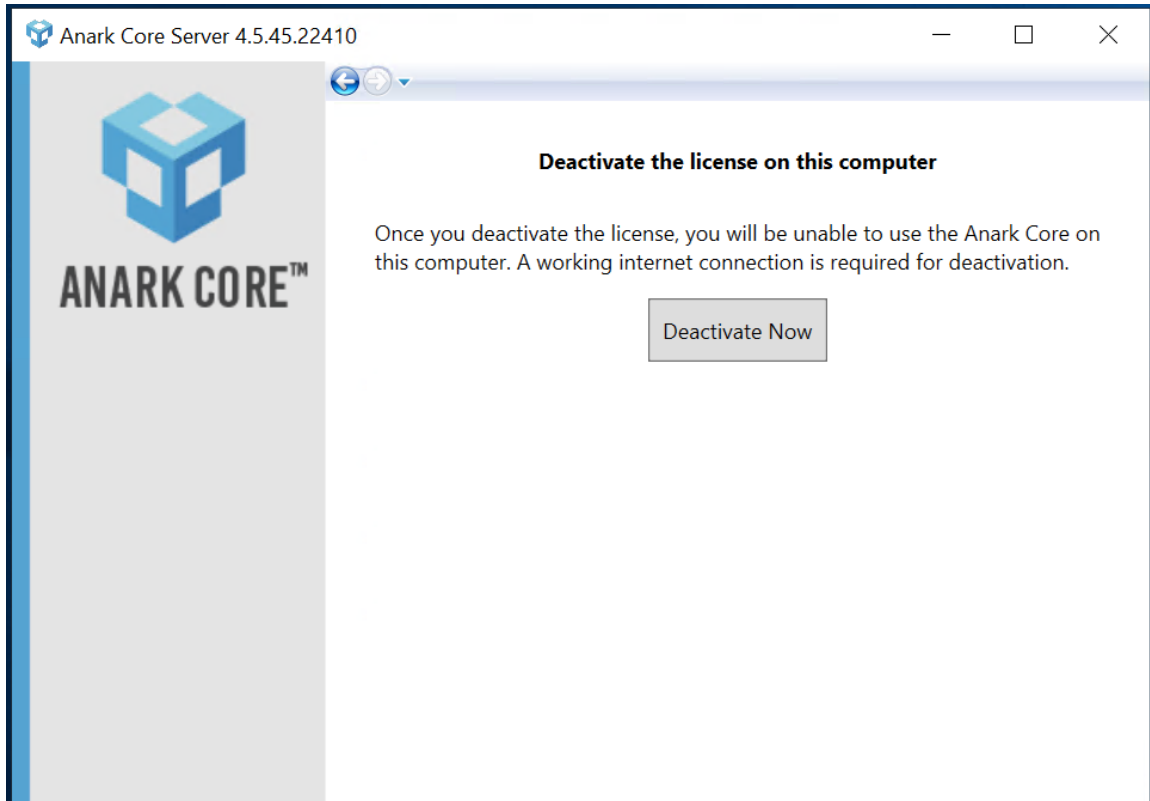 Anark Core Server 4.5.45.22410
ANARK CORE™
Deactivate the license on this computer
Once you deactivate the license, you will be unable to use the Anark Core on
this computer. A working internet connection is required for deactivation.
Deactivate Now